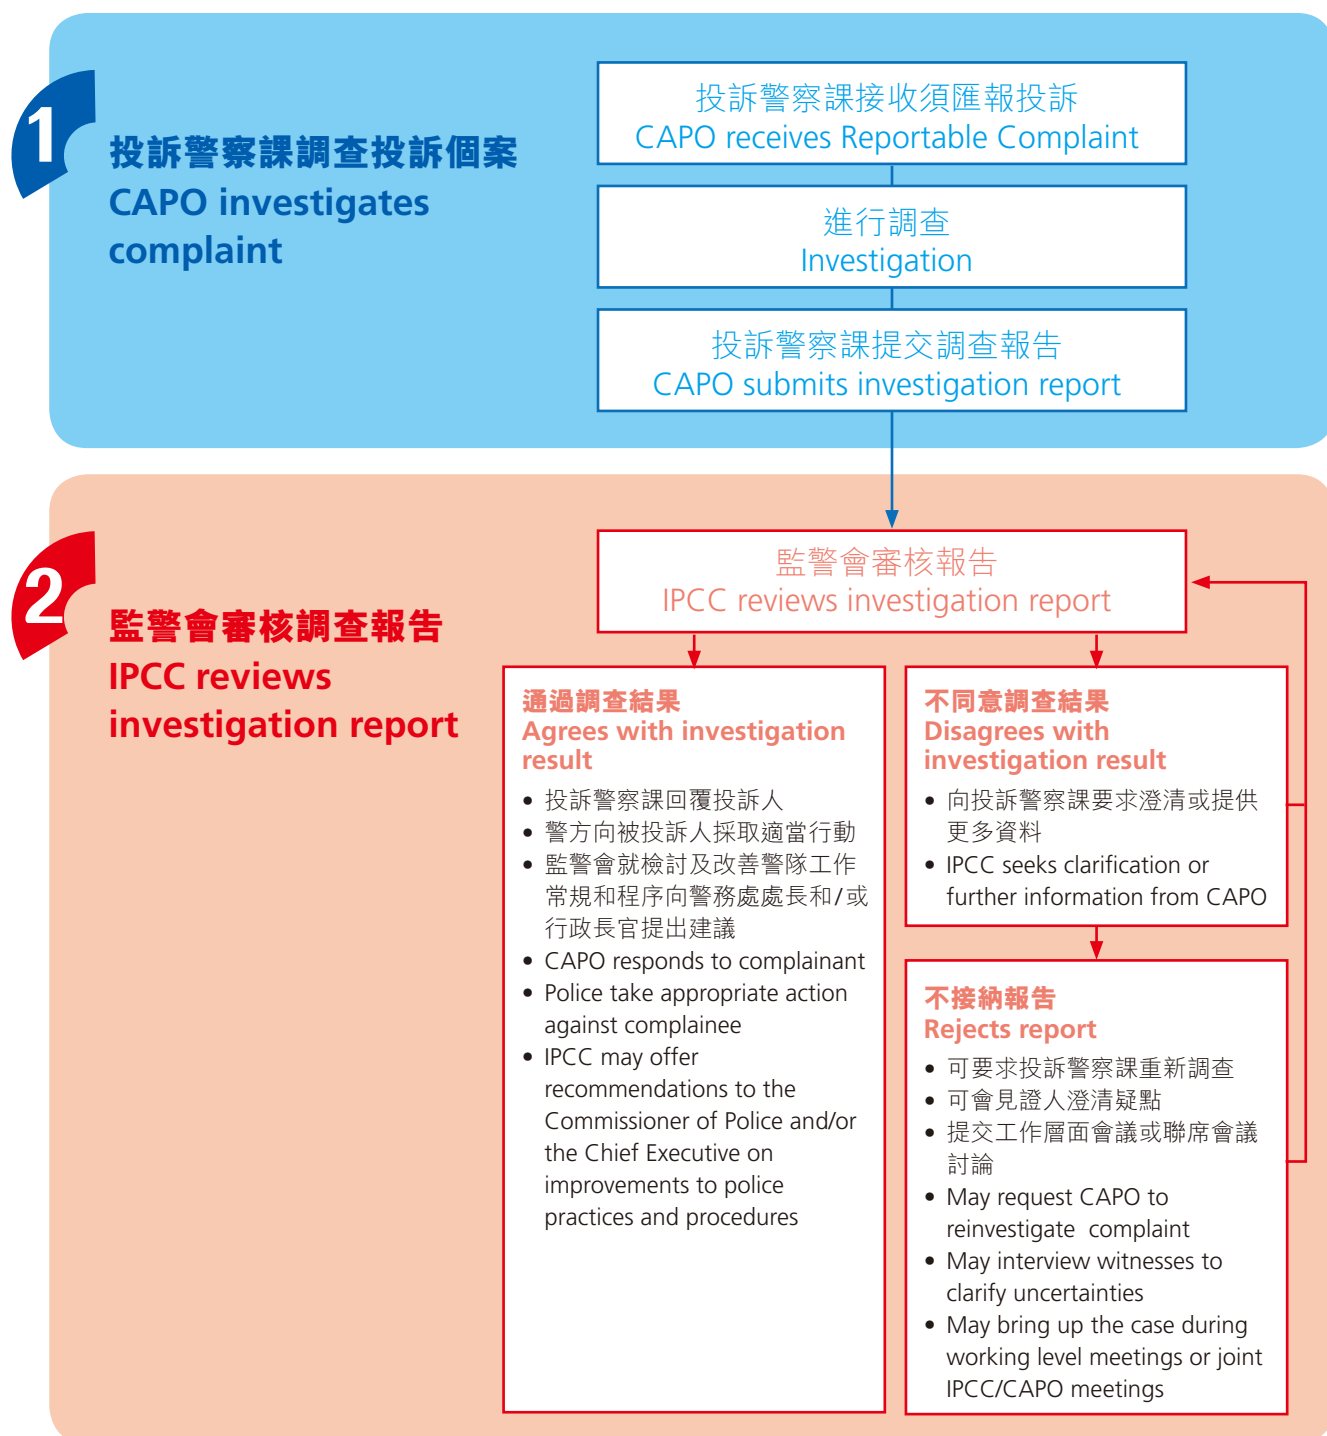 1
投訴警察課調查投訴個案
CAPO investigates
complaint
投訴警察課接收須匯報投訴
CAPO receives Reportable Complaint
進行調查
Investigation
投訴警察課提交調查報告
CAPO submits investigation report
2
監警會審核調查報告
IPCC reviews
investigation report
監警會審核報告
IPCC reviews investigation report
通過調查結果
Agrees with investigation
result
• 投訴警察課回覆投訴人
• 警方向被投訴人採取適當行動
• 監警會就檢討及改善警隊工作
常規和程序向警務處處長和/或
行政長官提出建議
• CAPO responds to complainant
• Police take appropriate action
against complainee
• IPCC may offer
recommendations to the
Commissioner of Police and/or
the Chief Executive on
improvements to police
practices and procedures
不同意調查結果
Disagrees with
investigation result
• 向投訴警察課要求澄清或提供
更多資料
• IPCC seeks clarification or
further information from CAPO
不接納報告
Rejects report
• 可要求投訴警察課重新調查
• 可會見證人澄清疑點
• 提交工作層面會議或聯席會議
討論
• May request CAPO to
reinvestigate complaint
• May interview witnesses to
clarify uncertainties
• May bring up the case during
working level meetings or joint
IPCC/CAPO meetings